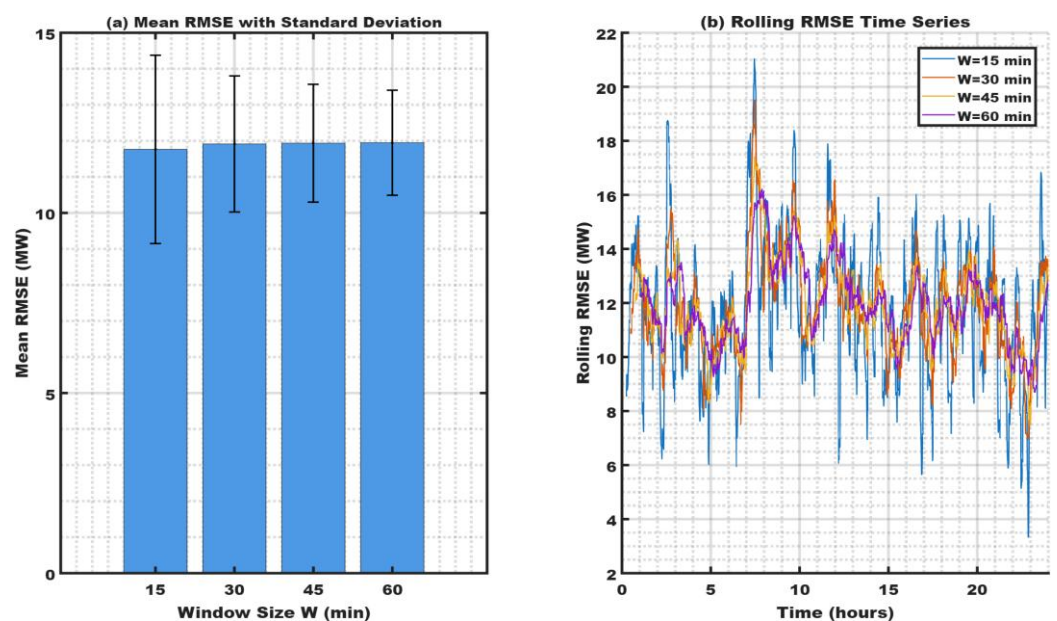 (a) Mean RMSE with Standard Deviation
15
10
5
0
Mean RMSE (MW)
15 30 45 60
Window Size W (min)
(b) Rolling RMSE Time Series
22
20
18
16
14
12
10
8
6
4
2
Rolling RMSE (MW)
W=15 min
W=30 min
W=45 min
W=60 min
0 5 10 15 20
Time (hours)